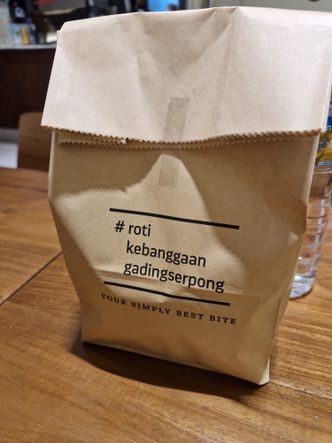 # roti
kebanggaan
gadingserpong
YOUR SIMPLY BEST BITE